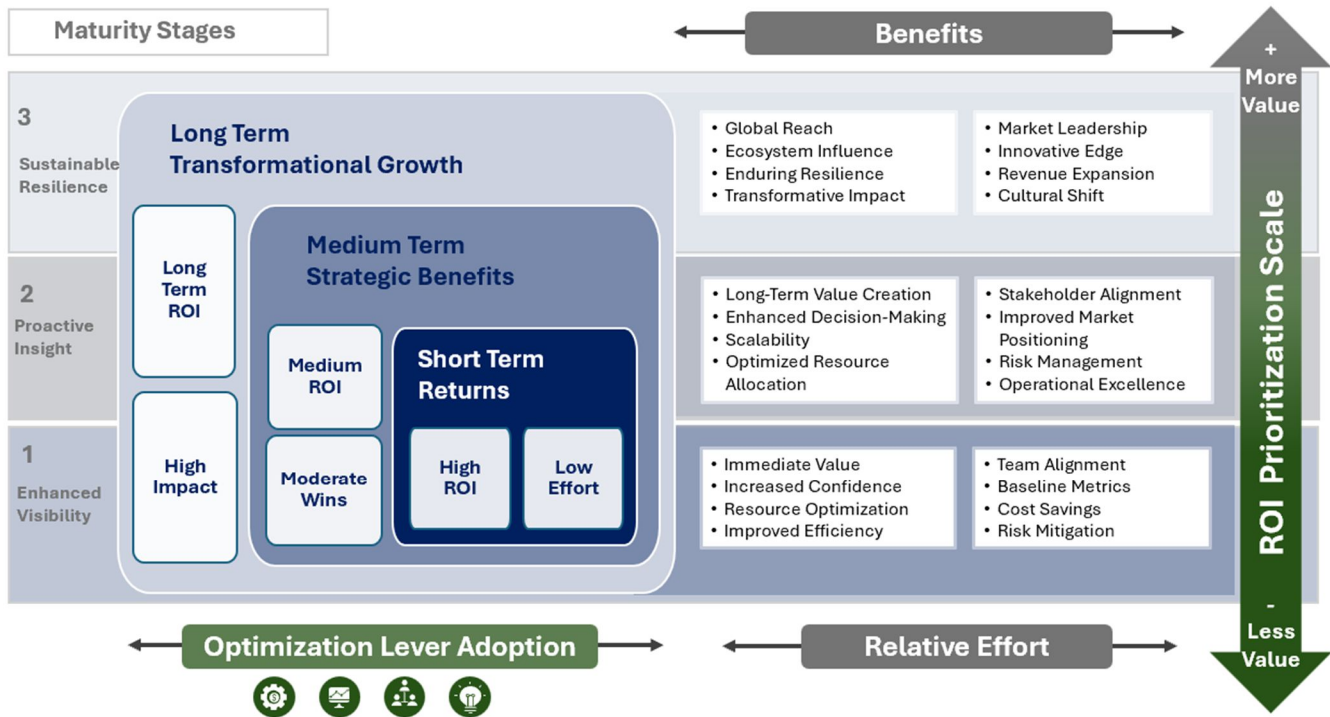 Maturity Stages
Benefits
+
More
Value
3
Sustainable
Resilience
Long Term
Transformational Growth
• Global Reach
• Ecosystem Influence
• Enduring Resilience
• Transformative Impact
• Market Leadership
• Innovative Edge
• Revenue Expansion
• Cultural Shift
2
Proactive
Insight
Long
Term
ROI
Medium Term
Strategic Benefits
• Long-Term Value Creation
• Enhanced Decision-Making
• Scalability
• Optimized Resource
Allocation
• Stakeholder Alignment
• Improved Market
Positioning
• Risk Management
• Operational Excellence
Medium
ROI
Short Term
Returns
1
Enhanced
Visibility
High
Impact
Moderate
Wins
High
ROI
Low
Effort
• Immediate Value
• Increased Confidence
• Resource Optimization
• Improved Efficiency
• Team Alignment
• Baseline Metrics
• Cost Savings
• Risk Mitigation
ROI Prioritization Scale
-
Less
Value
Optimization Lever Adoption
Relative Effort
$